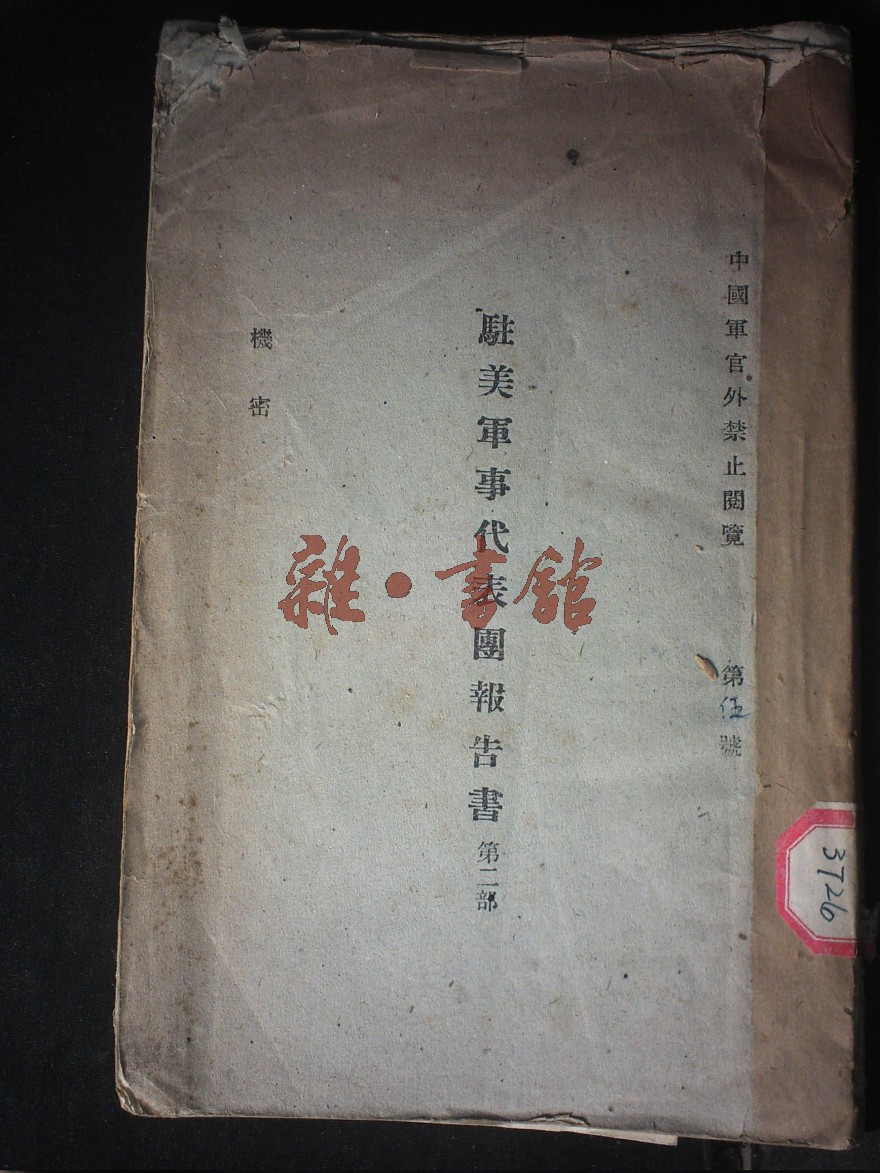 中國軍官外禁止閱覽 第伍號
駐美軍事代表團報告書 第二部
機密
雜·書館
3726